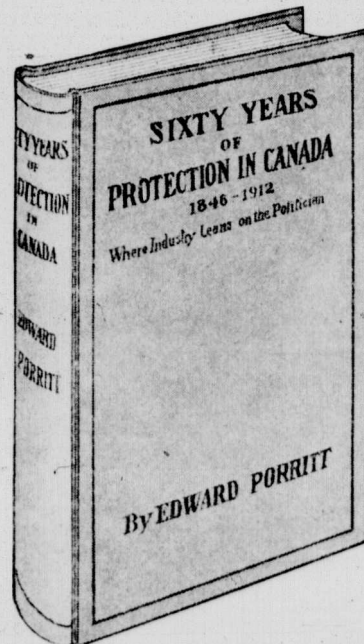 TY YEARS
OF
OTECTION
IN
CANADA
EDWARD
PORRITT
SIXTY YEARS
OF
PROTECTION IN CANADA
1846-1912
Where Industry Leans on the Politician
By EDWARD PORRITT